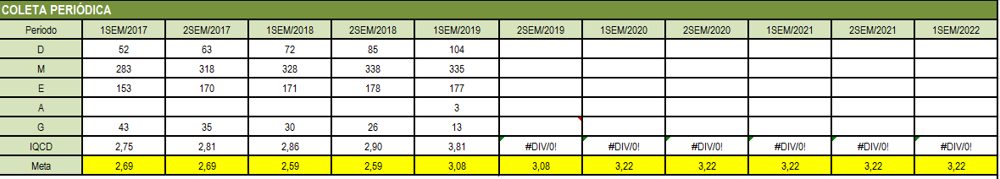 COLETA PERIÓDICA
Período 1SEM/2017 2SEM/2017 1SEM/2018 2SEM/2018 1SEM/2019 2SEM/2019 1SEM/2020 2SEM/2020 1SEM/2021 2SEM/2021 1SEM/2022
D 52 63 72 85 104
M 283 318 328 338 335
E 153 170 171 178 177
A 3
G 43 35 30 26 13
IQCD 2,75 2,81 2,86 2,90 3,81 #DIV/0! #DIV/0! #DIV/0! #DIV/0! #DIV/0! #DIV/0!
Meta 2,69 2,69 2,59 2,59 3,08 3,08 3,22 3,22 3,22 3,22 3,22